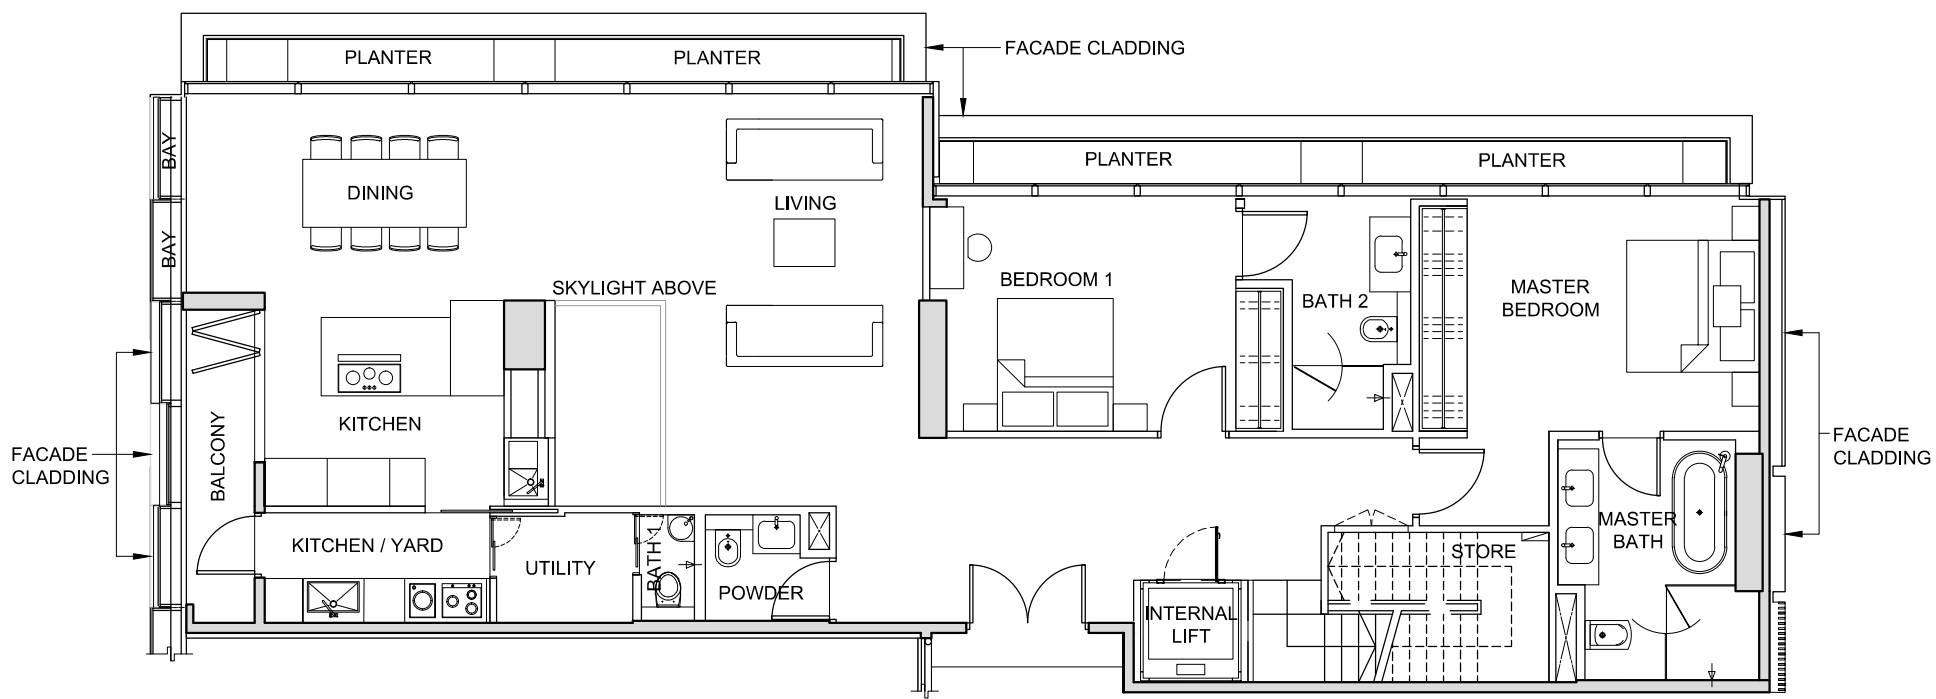 PLANTER
PLANTER
FACADE CLADDING
BAY
BAY
PLANTER
PLANTER
DINING
LIVING
SKYLIGHT ABOVE
BEDROOM 1
BATH 2
MASTER
BEDROOM
KITCHEN
BALCONY
FACADE
CLADDING
FACADE
CLADDING
KITCHEN / YARD
UTILITY
BATH 1
POWDER
INTERNAL
LIFT
STORE
MASTER
BATH